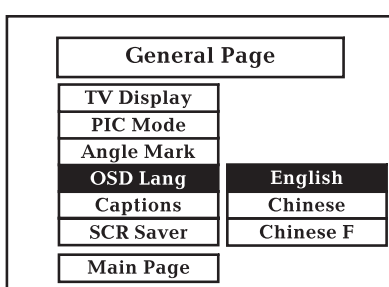 General Page
TV Display
PIC Mode
Angle Mark
OSD Lang English
Captions Chinese
SCR Saver Chinese F
Main Page